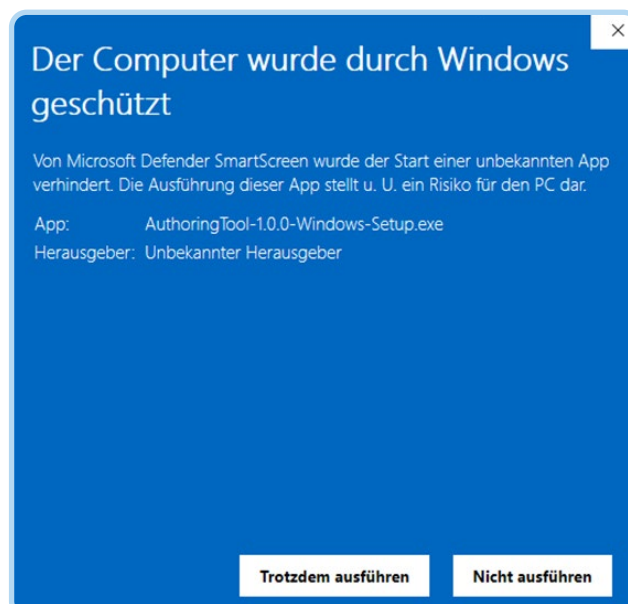 Der Computer wurde durch Windows
geschützt
Von Microsoft Defender SmartScreen wurde der Start einer unbekannten App
verhindert. Die Ausführung dieser App stellt u. U. ein Risiko für den PC dar.
App: AuthoringTool-1.0.0-Windows-Setup.exe
Herausgeber: Unbekannter Herausgeber
Trotzdem ausführen Nicht ausführen